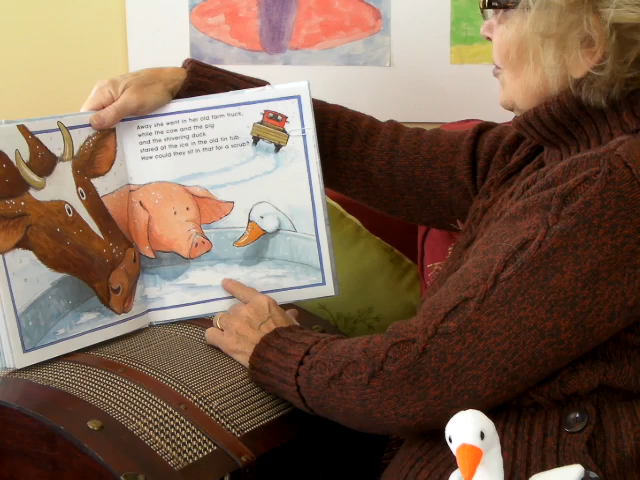 Away she went in her old farm truck,
while the cow and the pig
and the shivering duck
stared at the ice in the old tin tub.
How could they sit in that for a scrub?